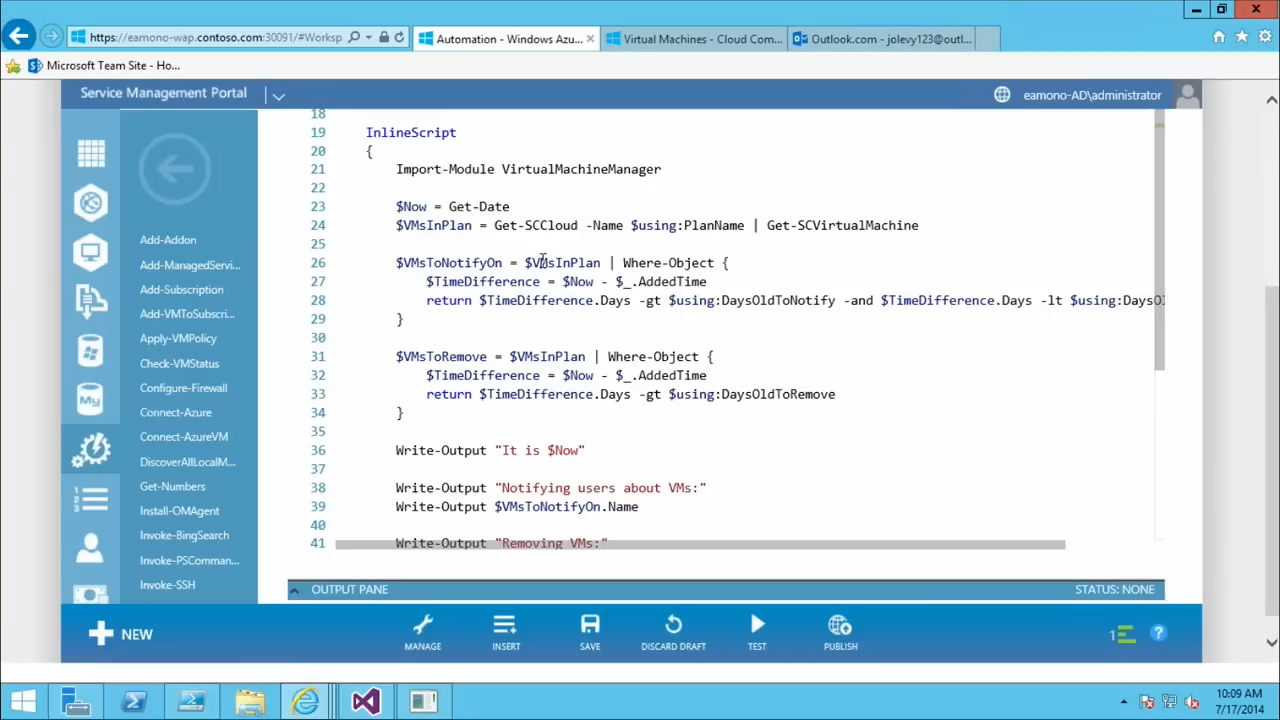 https://eamono-wap.contoso.com:30091/#Worksp
Automation - Windows Azu...
Virtual Machines - Cloud Com...
Outlook.com - jolevy123@outl...
Microsoft Team Site - Ho...
Service Management Portal
eamono-AD\administrator
Add-Addon
Add-ManagedServi...
Add-Subscription
Add-VMToSubscri...
Apply-VMPolicy
Check-VMStatus
Configure-Firewall
Connect-Azure
Connect-AzureVM
DiscoverAllLocalM...
Get-Numbers
Install-OMAgent
Invoke-BingSearch
Invoke-PSComman...
Invoke-SSH
My
18
19 InlineScript
20 {
21 Import-Module VirtualMachineManager
22
23 $Now = Get-Date
24 $VMsInPlan = Get-SCCloud -Name $using:PlanName | Get-SCVirtualMachine
25
26 $VMsToNotifyOn = $VMsInPlan | Where-Object {
27 $TimeDifference = $Now - $_.AddedTime
28 return $TimeDifference.Days -gt $using:DaysOldToNotify -and $TimeDifference.Days -lt $using:DaysOl
29 }
30
31 $VMsToRemove = $VMsInPlan | Where-Object {
32 $TimeDifference = $Now - $_.AddedTime
33 return $TimeDifference.Days -gt $using:DaysOldToRemove
34 }
35
36 Write-Output "It is $Now"
37
38 Write-Output "Notifying users about VMs:"
39 Write-Output $VMsToNotifyOn.Name
40
41 Write-Output "Removing VMs:"
OUTPUT PANE
STATUS: NONE
NEW
MANAGE
INSERT
SAVE
DISCARD DRAFT
TEST
PUBLISH
1
?
10:09 AM
7/17/2014